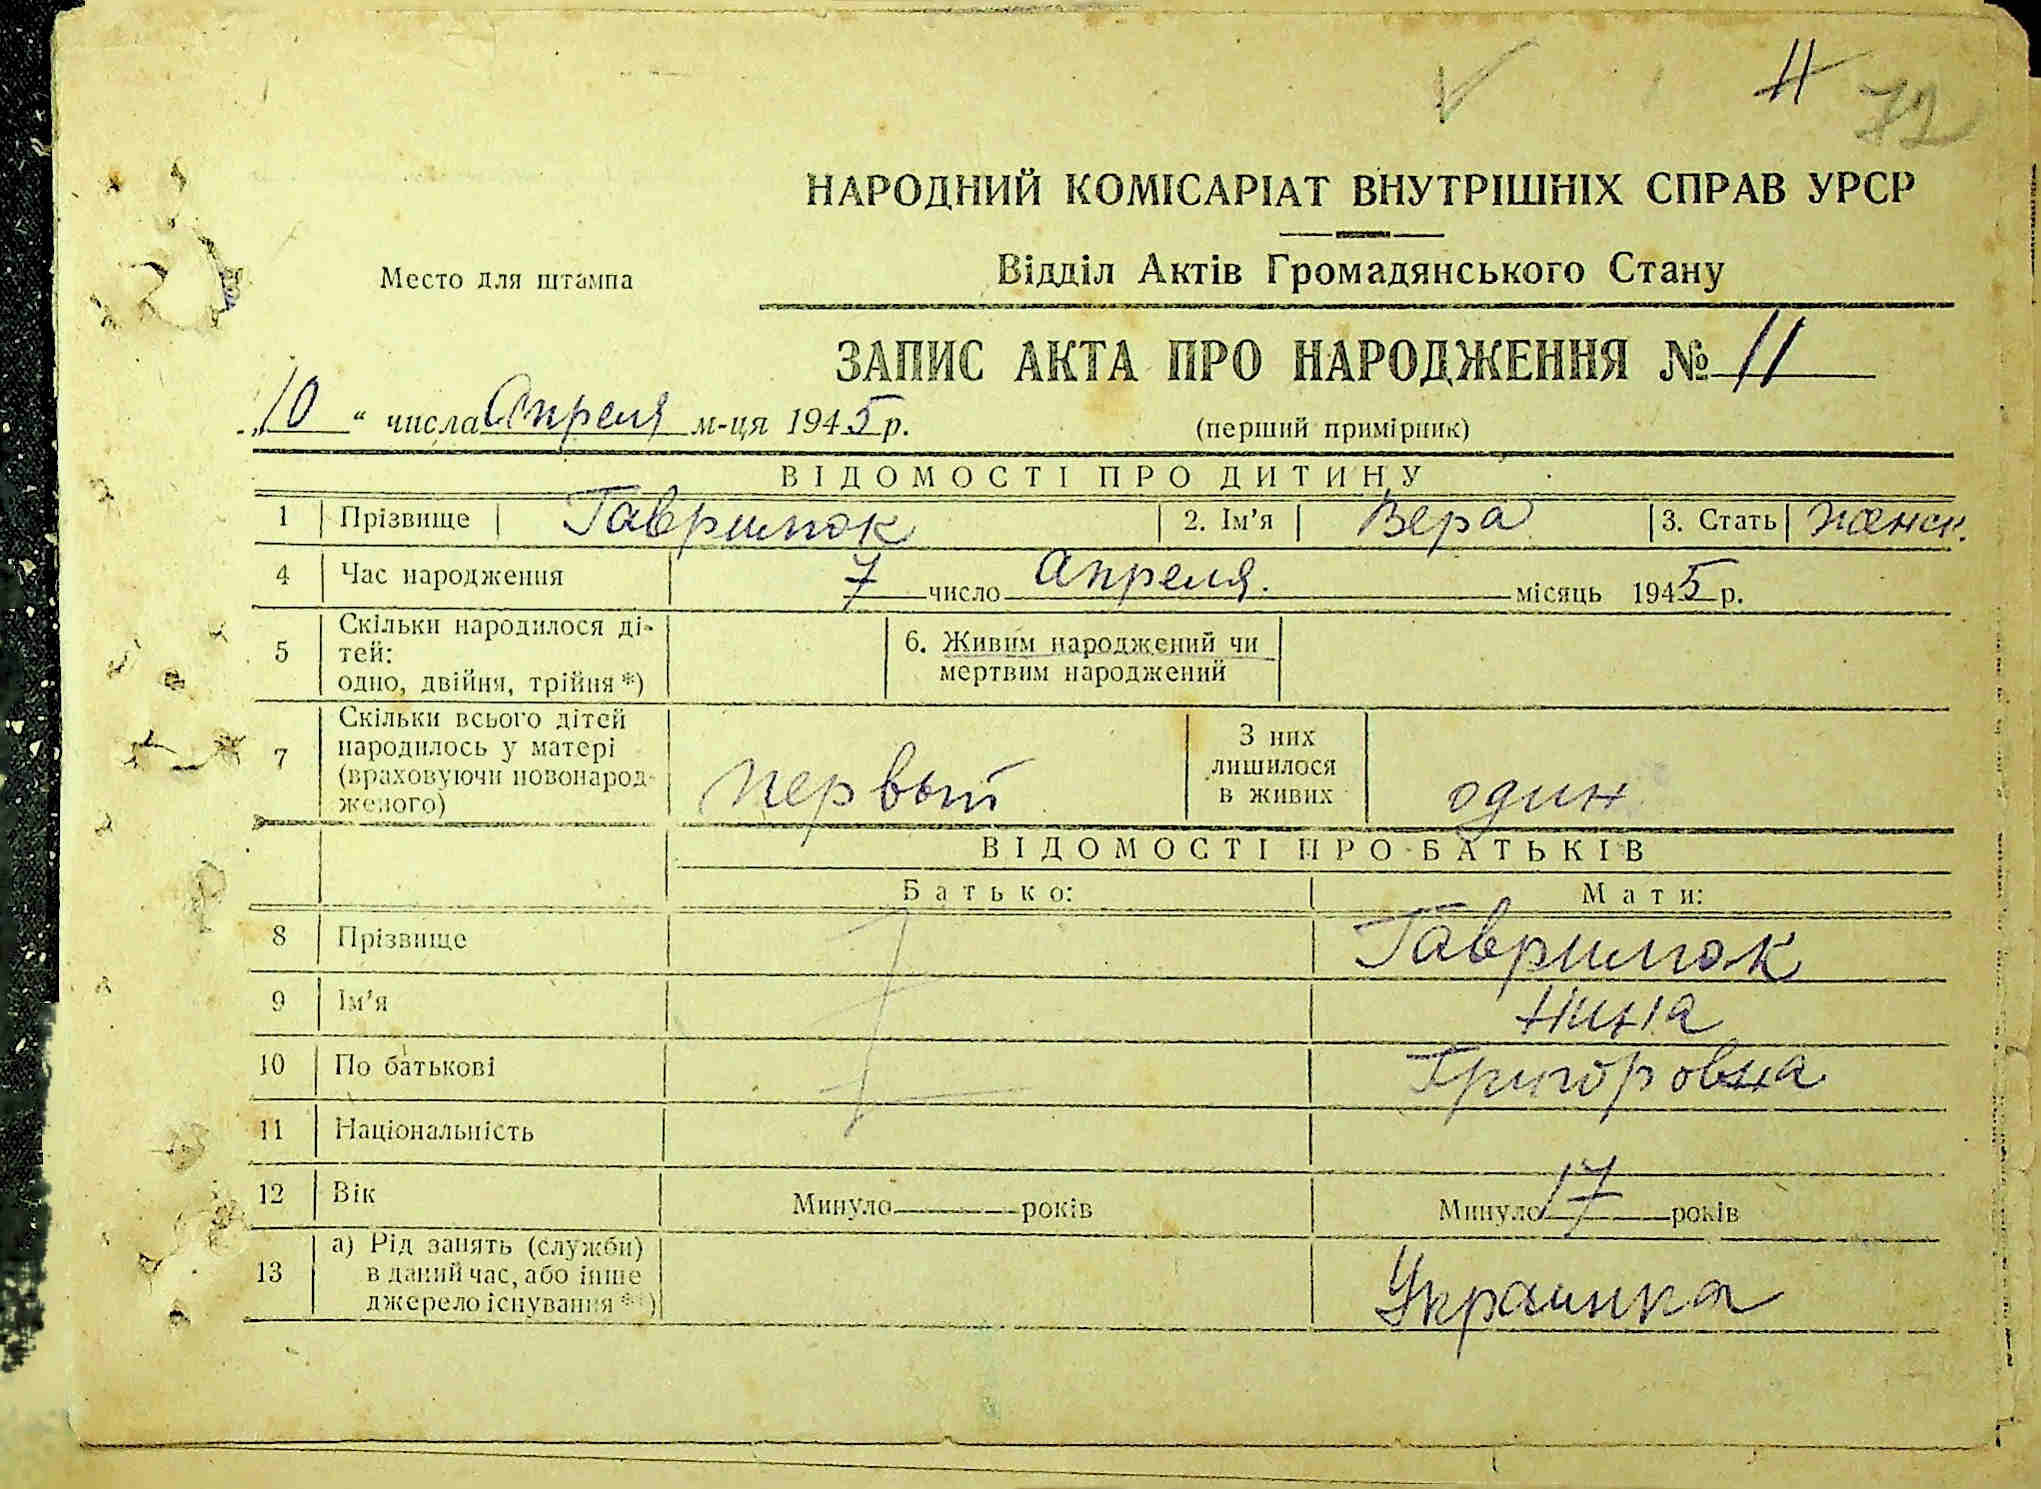 11 72
НАРОДНИЙ КОМІСАРІАТ ВНУТРІШНІХ СПРАВ УРСР
Место для штампа
Відділ Актів Громадянського Стану
ЗАПИС АКТА ПРО НАРОДЖЕННЯ № 11
„10“ числа Апреля м-ця 1945 р.
(перший примірник)
ВІДОМОСТІ ПРО ДИТИНУ
1 Прізвище Гаврилюк 2. Ім'я Вера 3. Стать женск.
4 Час народження 7 число Апреля. місяць 1945 р.
5 Скільки народилося ді-
тей:
одно, двійня, трійня *)
6. Живим народжений чи
мертвим народжений
7 Скільки всього дітей
народилось у матері
(враховуючи новонарод-
женого)
первый
З них
лишилося
в живих
один
ВІДОМОСТІ ПРО БАТЬКІВ
Батько: Мати:
8 Прізвище Гаврилюк
9 Ім'я Нина
10 По батькові Григоровна
11 Національність
12 Вік Минуло років Минуло 17 років
13 а) Рід занять (служби)
в даний час, або інше
джерело існування **)
Украинка